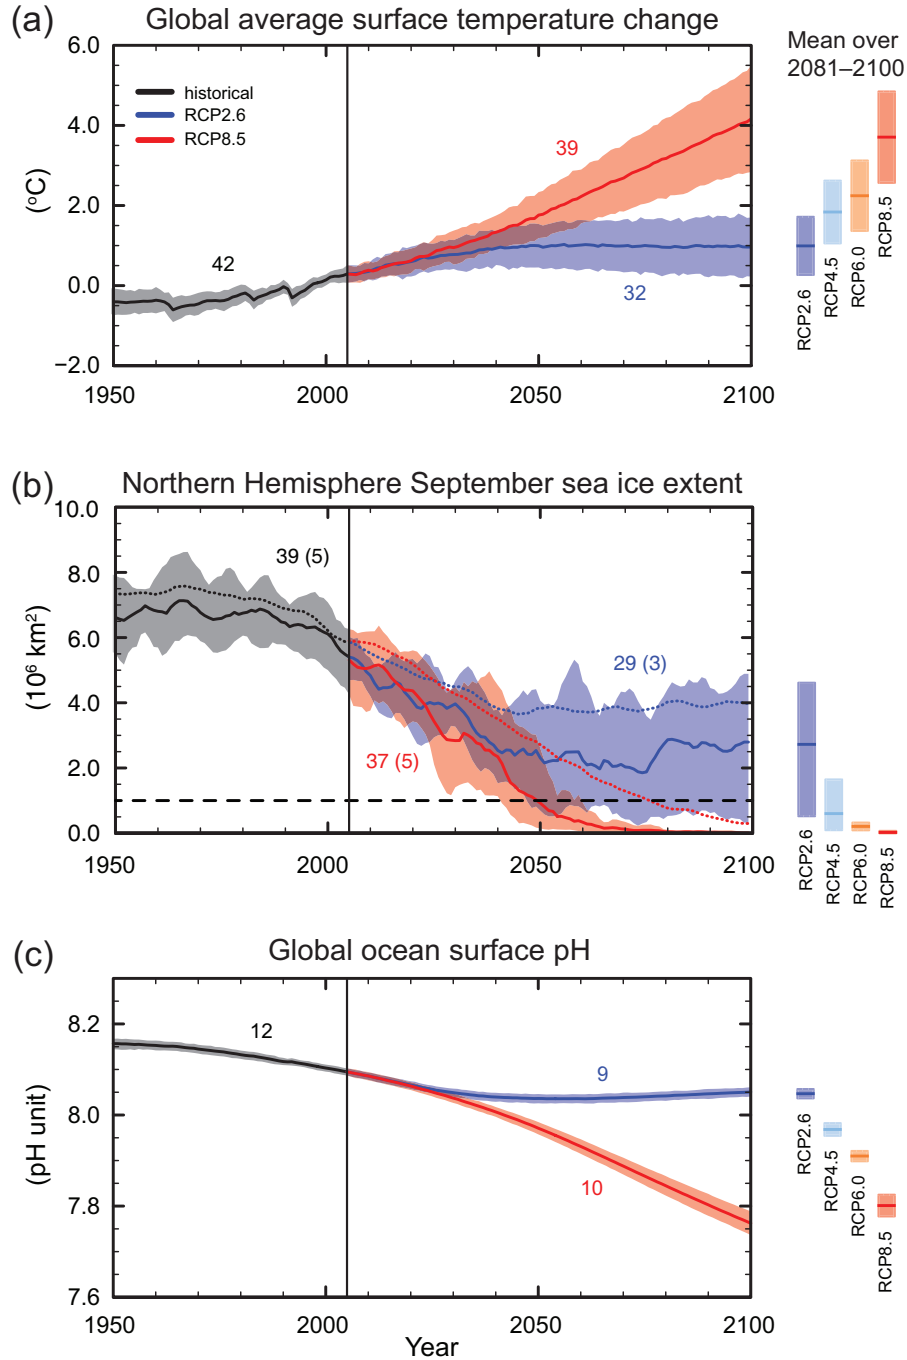 (a) Global average surface temperature change
Mean over
2081–2100
6.0
4.0
2.0
0.0
−2.0
(°C)
historical
RCP2.6
RCP8.5
42
39
32
1950 2000 2050 2100
RCP2.6
RCP4.5
RCP6.0
RCP8.5
(b) Northern Hemisphere September sea ice extent
10.0
8.0
6.0
4.0
2.0
0.0
(10⁶ km²)
39 (5)
29 (3)
37 (5)
1950 2000 2050 2100
RCP2.6
RCP4.5
RCP6.0
RCP8.5
(c) Global ocean surface pH
8.2
8.0
7.8
7.6
(pH unit)
12
9
10
1950 2000 2050 2100
Year
RCP2.6
RCP4.5
RCP6.0
RCP8.5